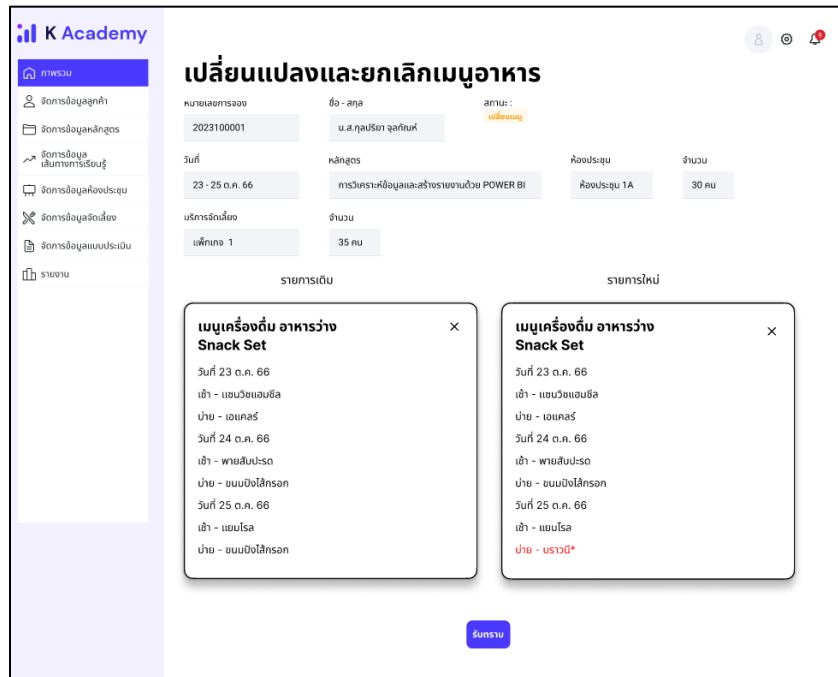 K Academy
9
ภาพรวม
จัดการข้อมูลลูกค้า
จัดการข้อมูลหลักสูตร
จัดการข้อมูล
เส้นทางการเรียนรู้
จัดการข้อมูลห้องประชุม
จัดการข้อมูลจัดเลี้ยง
จัดการข้อมูลแบบประเมิน
รายงาน
เปลี่ยนแปลงและยกเลิกเมนูอาหาร
หมายเลขการจอง ชื่อ - สกุล สถานะ :
2023100001 น.ส.กุลปริยา จุลกัณห์ เปลี่ยนเมนู
วันที่ หลักสูตร ห้องประชุม จำนวน
23 - 25 ต.ค. 66 การวิเคราะห์ข้อมูลและสร้างรายงานด้วย POWER BI ห้องประชุม 1A 30 คน
บริการจัดเลี้ยง จำนวน
แพ็กเกจ 1 35 คน
รายการเดิม
เมนูเครื่องดื่ม อาหารว่าง
Snack Set
วันที่ 23 ต.ค. 66
เช้า - แซนวิชแฮมชีส
บ่าย - เอแคลร์
วันที่ 24 ต.ค. 66
เช้า - พายสับปะรด
บ่าย - ขนมปังไส้กรอก
วันที่ 25 ต.ค. 66
เช้า - แยมโรล
บ่าย - ขนมปังไส้กรอก
รายการใหม่
เมนูเครื่องดื่ม อาหารว่าง
Snack Set
วันที่ 23 ต.ค. 66
เช้า - แซนวิชแฮมชีส
บ่าย - เอแคลร์
วันที่ 24 ต.ค. 66
เช้า - พายสับปะรด
บ่าย - ขนมปังไส้กรอก
วันที่ 25 ต.ค. 66
เช้า - แยมโรล
บ่าย - บราวนี่*
รับทราบ